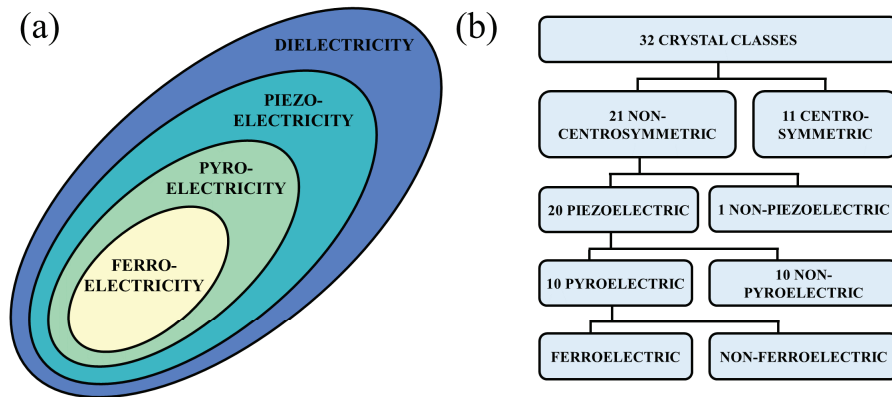 (a)
DIELECTRICITY
PIEZO-
ELECTRICITY
PYRO-
ELECTRICITY
FERRO-
ELECTRICITY
(b)
32 CRYSTAL CLASSES
21 NON-
CENTROSYMMETRIC
11 CENTRO-
SYMMETRIC
20 PIEZOELECTRIC
1 NON-PIEZOELECTRIC
10 PYROELECTRIC
10 NON-
PYROELECTRIC
FERROELECTRIC
NON-FERROELECTRIC